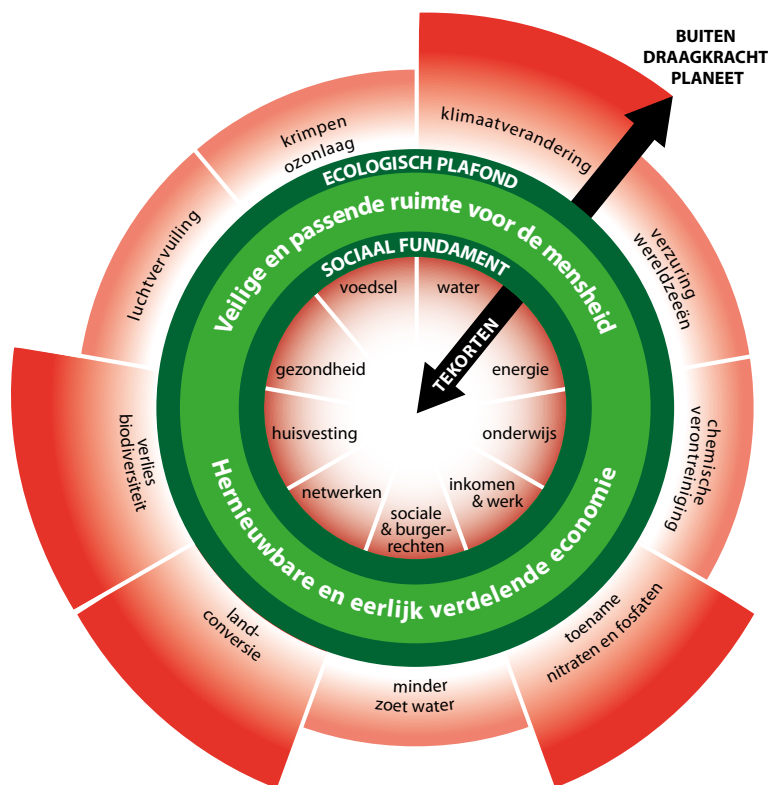 BUITEN
DRAAGKRACHT
PLANEET
klimaatverandering
krimpen
ozonlaag
ECOLOGISCH PLAFOND
Veilige en passende ruimte voor de mensheid
SOCIAAL FUNDAMENT
verzuring
wereldzeeën
luchtvervuiling
voedsel
water
TEKORTEN
gezondheid
energie
huisvesting
onderwijs
netwerken
inkomen
& werk
sociale
& burger-
rechten
chemische
verontreiniging
verlies
biodiversiteit
Hernieuwbare en eerlijk verdelende economie
land-
conversie
toename
nitraten en fosfaten
minder
zoet water